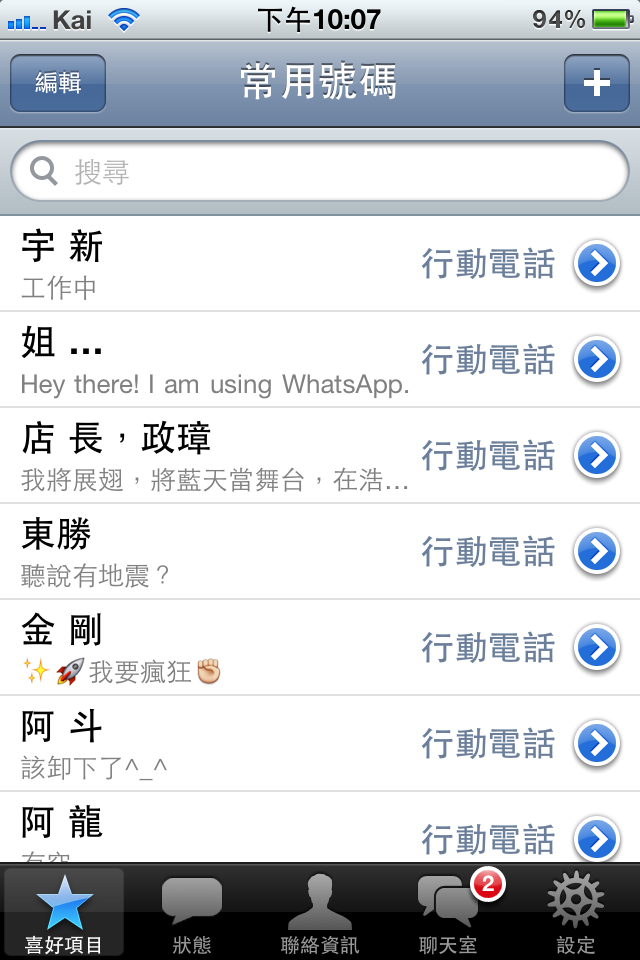 Kai 下午10:07 94%
編輯 常用號碼 +
搜尋
宇 新
工作中
行動電話
姐 ...
Hey there! I am using WhatsApp.
行動電話
店 長，政璋
我將展翅，將藍天當舞台，在浩...
行動電話
東勝
聽說有地震？
行動電話
金 剛
✨🚀我要瘋狂✊
行動電話
阿 斗
該卸下了^_^
行動電話
阿 龍
有空
行動電話
2
喜好項目 狀態 聯絡資訊 聊天室 設定